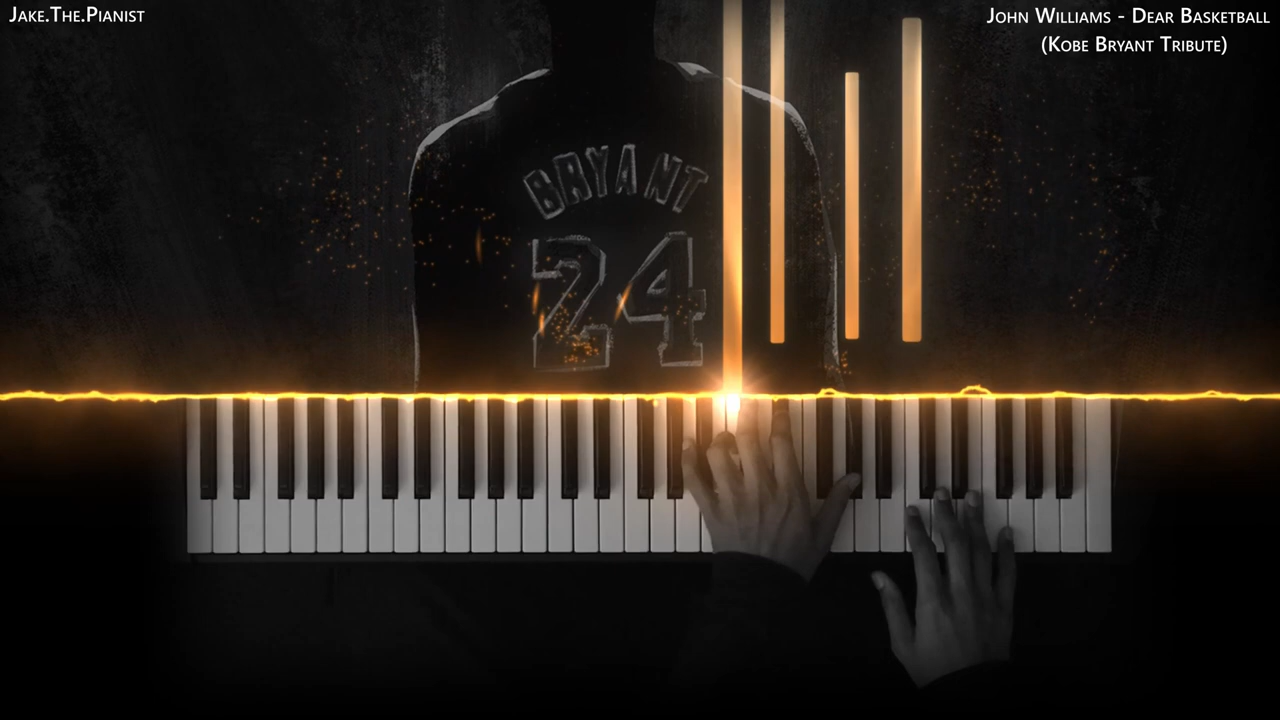 Jake.The.Pianist
John Williams - Dear Basketball
(Kobe Bryant Tribute)
BRYANT
24